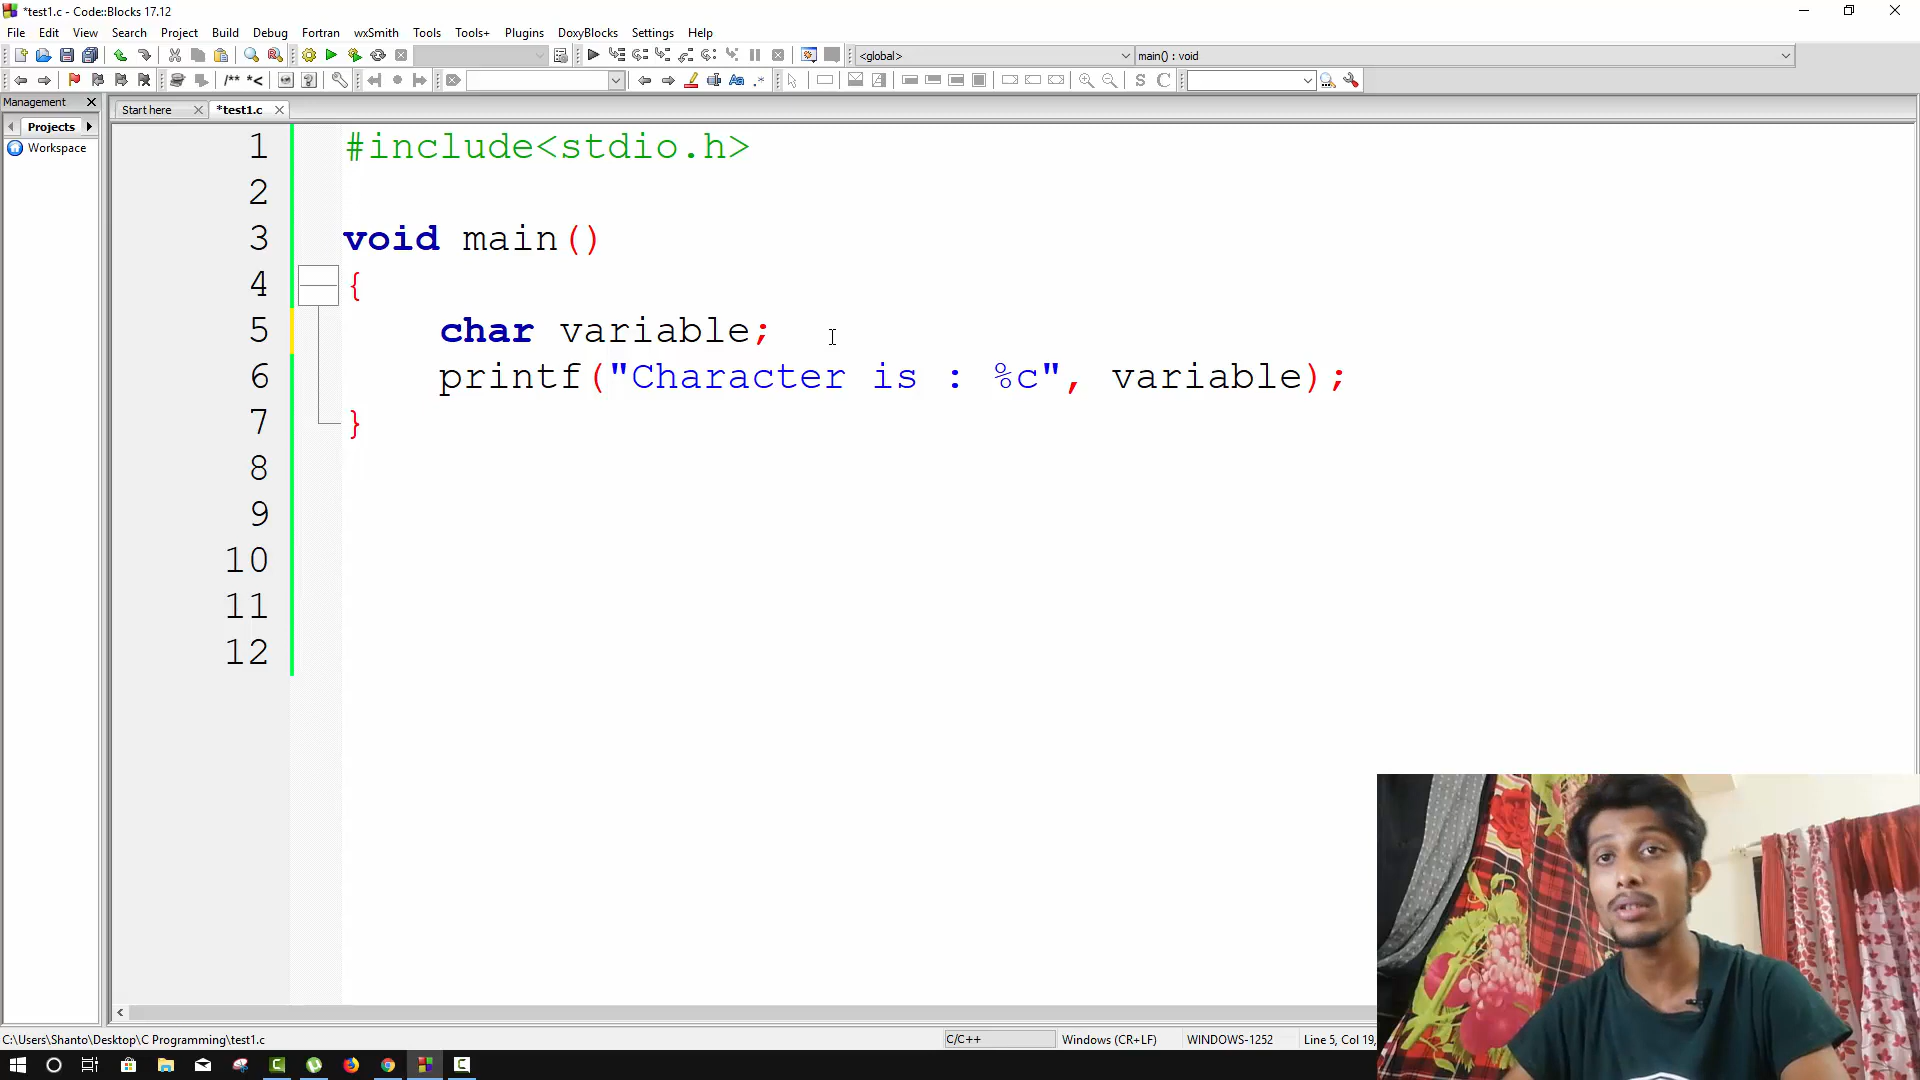 *test1.c - Code::Blocks 17.12
File Edit View Search Project Build Debug Fortran wxSmith Tools Tools+ Plugins DoxyBlocks Settings Help
<global> main() : void
/** *<
Management
Start here *test1.c
Projects
Workspace
1 #include<stdio.h>
2
3 void main()
4 {
5 char variable;
6 printf("Character is : %c", variable);
7 }
8
9
10
11
12
C:\Users\Shanto\Desktop\C Programming\test1.c C/C++ Windows (CR+LF) WINDOWS-1252 Line 5, Col 19,